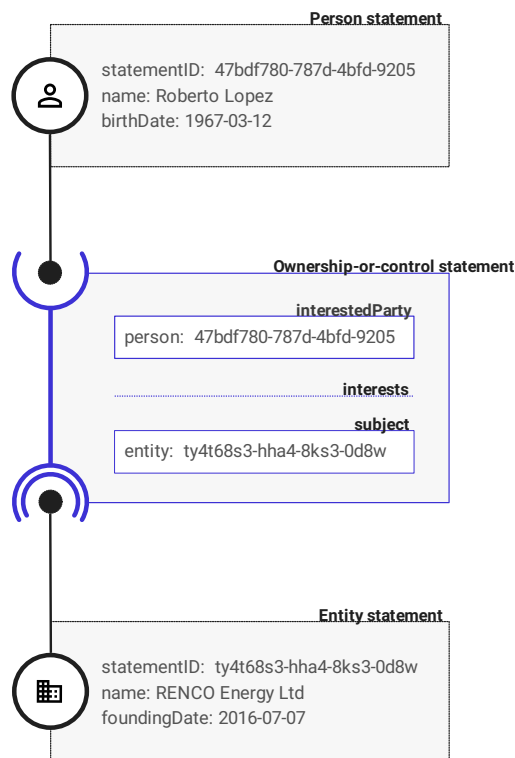 Person statement
statementID: 47bdf780-787d-4bfd-9205
name: Roberto Lopez
birthDate: 1967-03-12
Ownership-or-control statement
interestedParty
person: 47bdf780-787d-4bfd-9205
interests
subject
entity: ty4t68s3-hha4-8ks3-0d8w
Entity statement
statementID: ty4t68s3-hha4-8ks3-0d8w
name: RENCO Energy Ltd
foundingDate: 2016-07-07